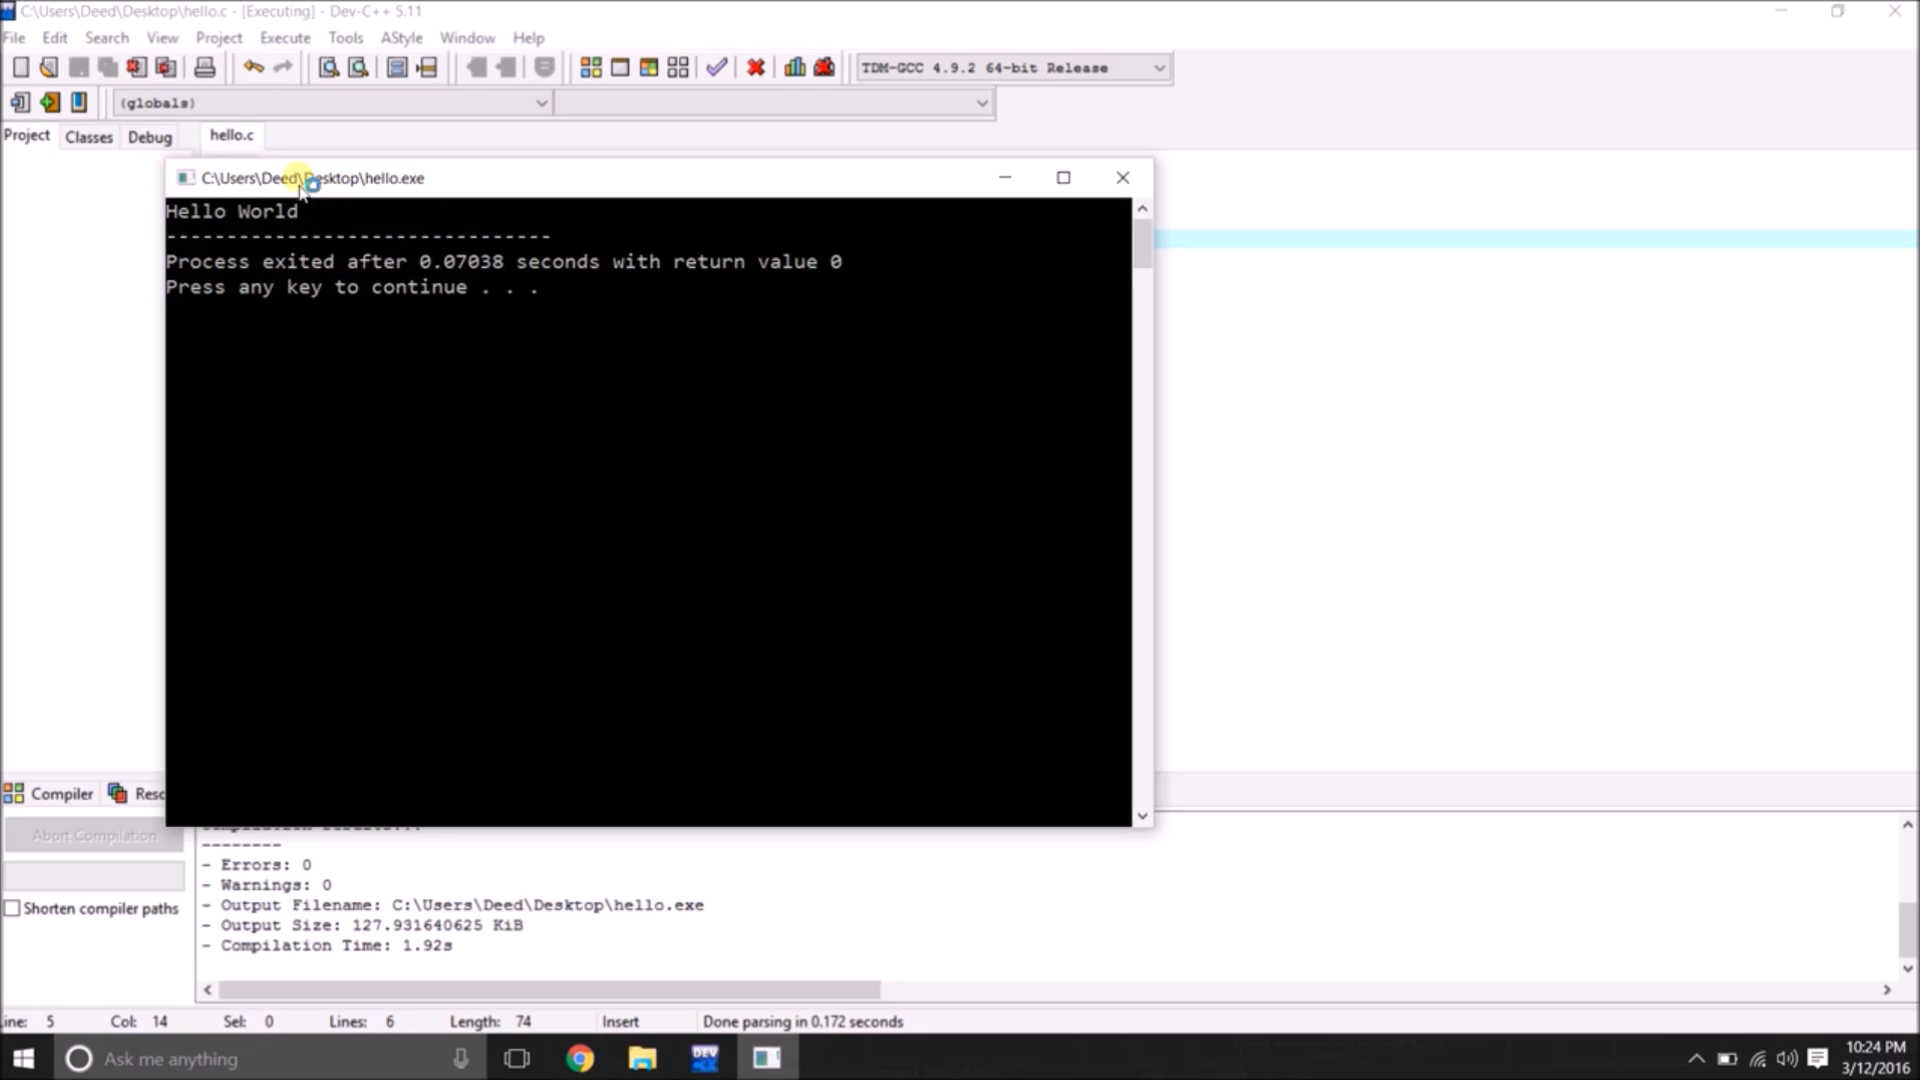 C:\Users\Deed\Desktop\hello.c - [Executing] - Dev-C++ 5.11
File Edit Search View Project Execute Tools AStyle Window Help
TDM-GCC 4.9.2 64-bit Release
(globals)
Project Classes Debug hello.c
C:\Users\Deed\Desktop\hello.exe
Hello World
--------------------------------
Process exited after 0.07038 seconds with return value 0
Press any key to continue . . .
Compiler
Abort Compilation
Shorten compiler paths
--------
- Errors: 0
- Warnings: 0
- Output Filename: C:\Users\Deed\Desktop\hello.exe
- Output Size: 127.931640625 KiB
- Compilation Time: 1.92s
ine: 5 Col: 14 Sel: 0 Lines: 6 Length: 74 Insert Done parsing in 0.172 seconds
Ask me anything
DEV
10:24 PM
3/12/2016